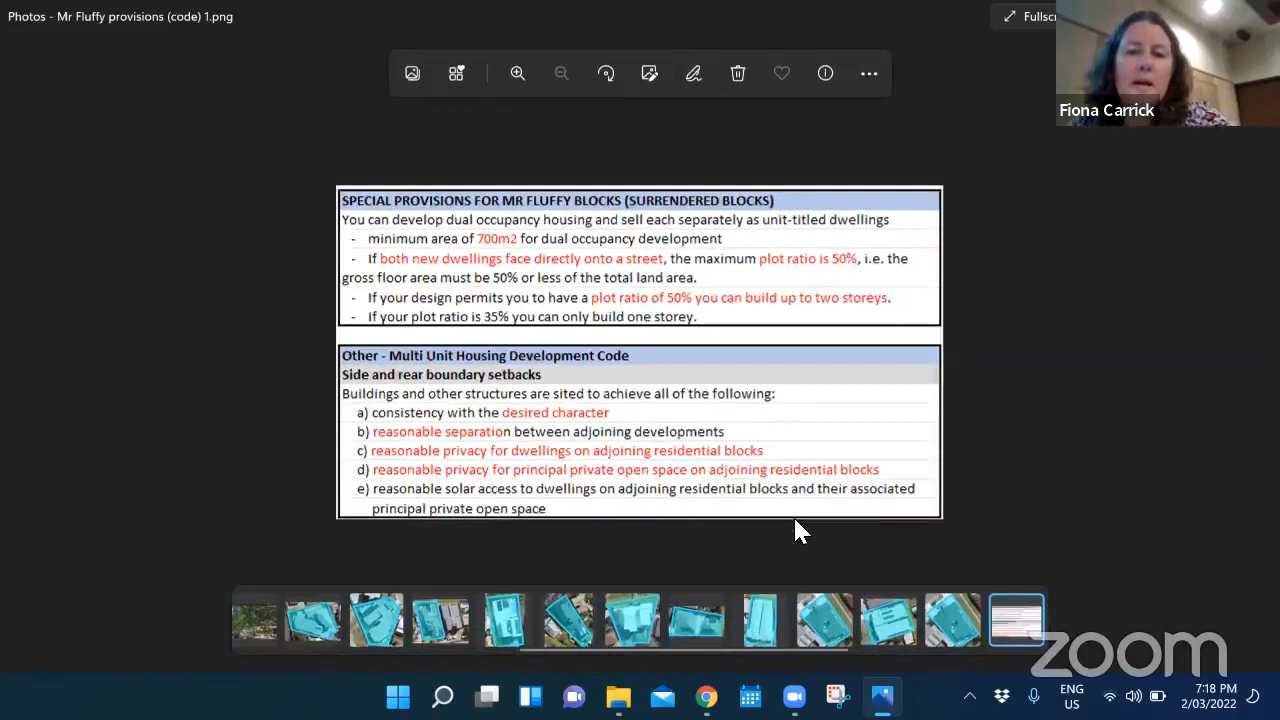 Photos - Mr Fluffy provisions (code) 1.png
Fullscr
Fiona Carrick
SPECIAL PROVISIONS FOR MR FLUFFY BLOCKS (SURRENDERED BLOCKS)
You can develop dual occupancy housing and sell each separately as unit-titled dwellings
- minimum area of 700m2 for dual occupancy development
- If both new dwellings face directly onto a street, the maximum plot ratio is 50%, i.e. the
gross floor area must be 50% or less of the total land area.
- If your design permits you to have a plot ratio of 50% you can build up to two storeys.
- If your plot ratio is 35% you can only build one storey.
Other - Multi Unit Housing Development Code
Side and rear boundary setbacks
Buildings and other structures are sited to achieve all of the following:
a) consistency with the desired character
b) reasonable separation between adjoining developments
c) reasonable privacy for dwellings on adjoining residential blocks
d) reasonable privacy for principal private open space on adjoining residential blocks
e) reasonable solar access to dwellings on adjoining residential blocks and their associated
principal private open space
zoom
ENG
US
7:18 PM
2/03/2022